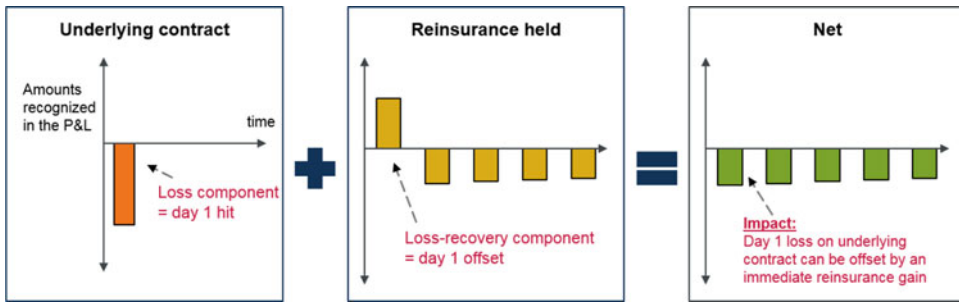 Underlying contract
Amounts
recognized
in the P&L
time
Loss component
= day 1 hit
Reinsurance held
Loss-recovery component
= day 1 offset
Net
Impact:
Day 1 loss on underlying
contract can be offset by an
immediate reinsurance gain